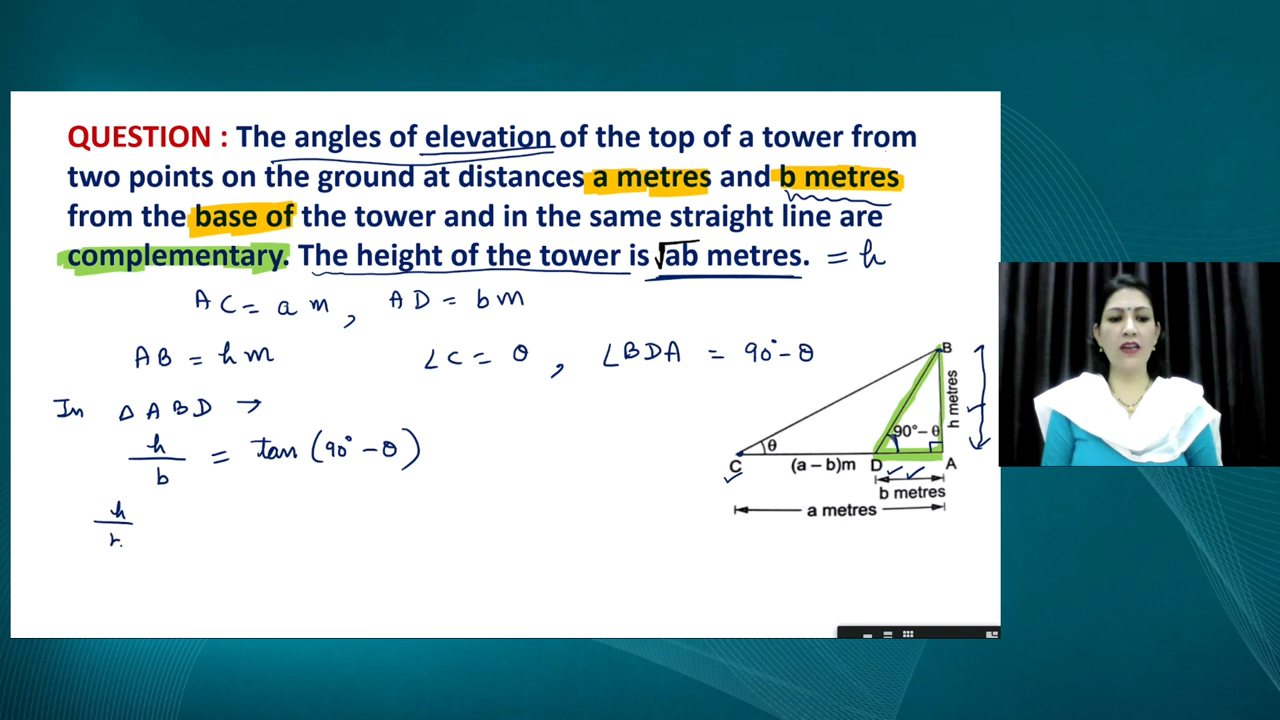 QUESTION : The angles of elevation of the top of a tower from
two points on the ground at distances a metres and b metres
from the base of the tower and in the same straight line are
complementary. The height of the tower is √ab metres. = h
AC = a m , AD = b m
AB = h m
∠C = θ , ∠BDA = 90° - θ
In △ABD →
h/b = tan (90° - θ)
h
B
h metres
90° – θ
θ
C (a – b)m D A
b metres
a metres